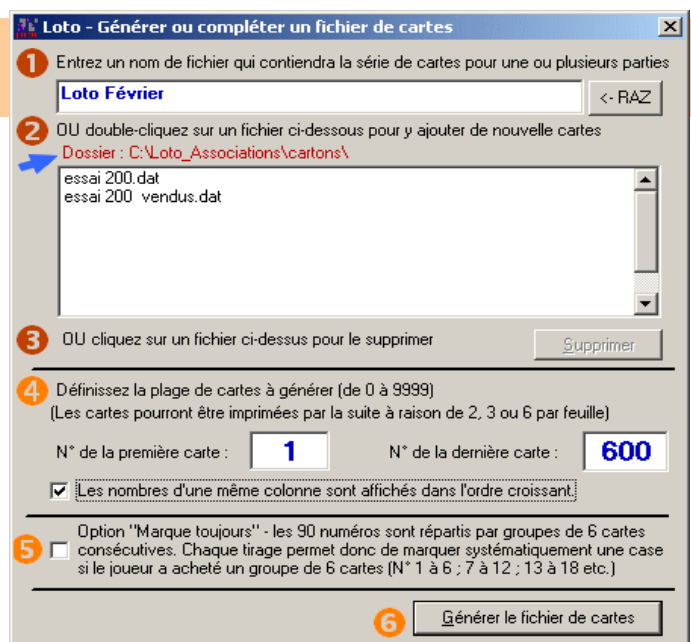 Loto - Générer ou compléter un fichier de cartes
1 Entrez un nom de fichier qui contiendra la série de cartes pour une ou plusieurs parties
Loto Février
<- RAZ
2 OU double-cliquez sur un fichier ci-dessous pour y ajouter de nouvelle cartes
Dossier : C:\Loto_Associations\cartons\
essai 200.dat
essai 200 vendus.dat
3 OU cliquez sur un fichier ci-dessus pour le supprimer
Supprimer
4 Définissez la plage de cartes à générer (de 0 à 9999)
(Les cartes pourront être imprimées par la suite à raison de 2, 3 ou 6 par feuille)
N° de la première carte : 1 N° de la dernière carte : 600
Les nombres d'une même colonne sont affichés dans l'ordre croissant.
5 Option "Marque toujours" - les 90 numéros sont répartis par groupes de 6 cartes
consécutives. Chaque tirage permet donc de marquer systématiquement une case
si le joueur a acheté un groupe de 6 cartes (N° 1 à 6 ; 7 à 12 ; 13 à 18 etc.)
6 Générer le fichier de cartes